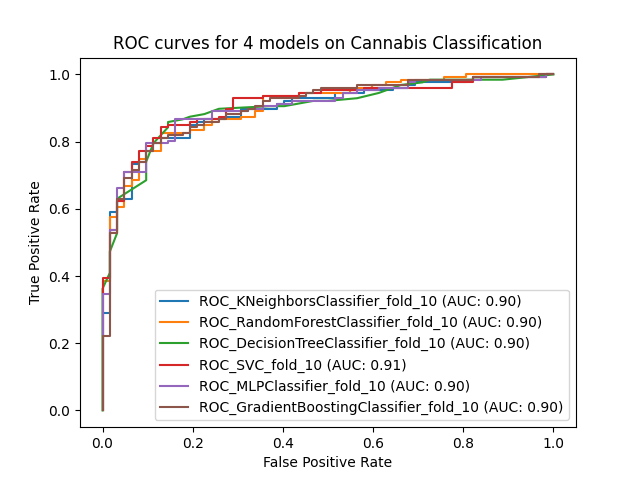 ROC curves for 4 models on Cannabis Classification
True Positive Rate
1.0
0.8
0.6
0.4
0.2
0.0
ROC_KNeighborsClassifier_fold_10 (AUC: 0.90)
ROC_RandomForestClassifier_fold_10 (AUC: 0.90)
ROC_DecisionTreeClassifier_fold_10 (AUC: 0.90)
ROC_SVC_fold_10 (AUC: 0.91)
ROC_MLPClassifier_fold_10 (AUC: 0.90)
ROC_GradientBoostingClassifier_fold_10 (AUC: 0.90)
0.0 0.2 0.4 0.6 0.8 1.0
False Positive Rate